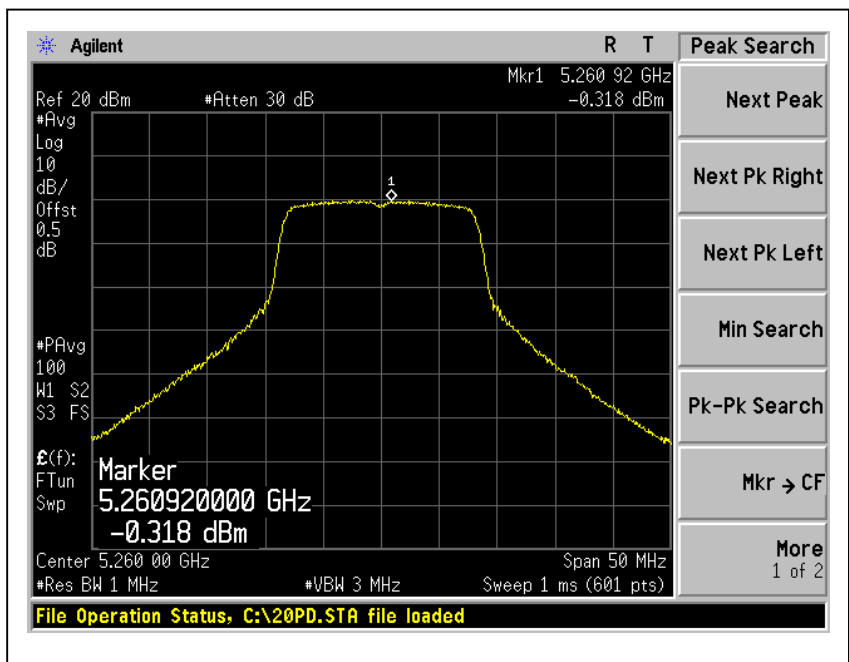 Agilent R T Peak Search
Mkr1 5.260 92 GHz
Ref 20 dBm #Atten 30 dB -0.318 dBm
#Avg
Log
10
dB/
Offst
0.5
dB
1
#PAvg
100
W1 S2
S3 FS
£(f):
FTun
Swp
Marker
5.260920000 GHz
-0.318 dBm
Center 5.260 00 GHz Span 50 MHz
#Res BW 1 MHz #VBW 3 MHz Sweep 1 ms (601 pts)
File Operation Status, C:\20PD.STA file loaded
Next Peak
Next Pk Right
Next Pk Left
Min Search
Pk-Pk Search
Mkr → CF
More
1 of 2